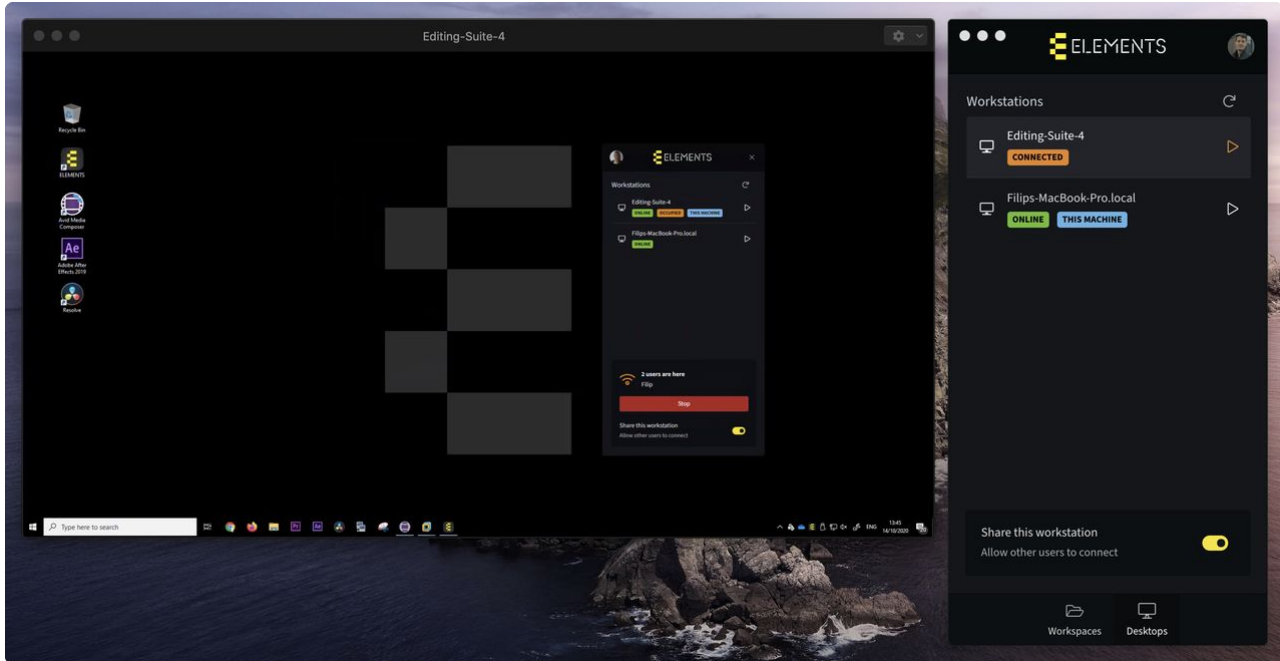 Editing-Suite-4
Recycle Bin
ELEMENTS
Avid Media
Composer
Ae
Adobe After
Effects 2019
Resolve
ELEMENTS
Workstations
Editing-Suite-4
ONLINE OCCUPIED THIS MACHINE
Filips-MacBook-Pro.local
ONLINE
2 users are here
Filip
Stop
Share this workstation
Allow other users to connect
Type here to search
Pr Ae
ENG
13:45
14/10/2020
ELEMENTS
Workstations
Editing-Suite-4
CONNECTED
Filips-MacBook-Pro.local
ONLINE THIS MACHINE
Share this workstation
Allow other users to connect
Workspaces Desktops